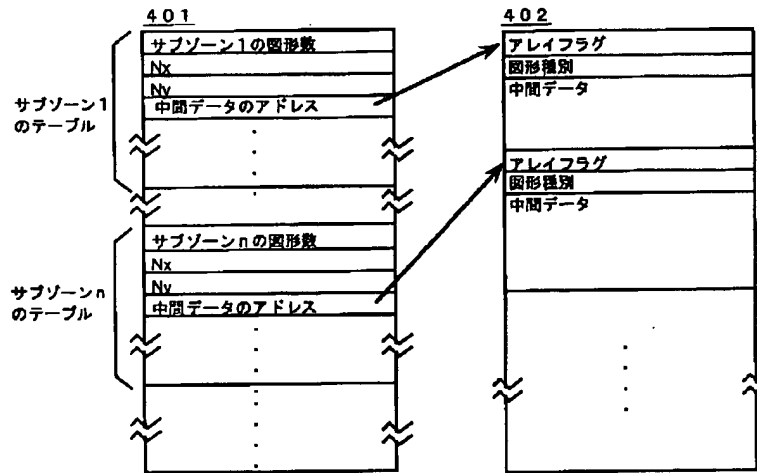 401
サブゾーン1の図形数
Nx
Ny
中間データのアドレス
サブゾーン1
のテーブル
サブゾーンnの図形数
Nx
Ny
中間データのアドレス
サブゾーンn
のテーブル
402
アレイフラグ
図形種別
中間データ
アレイフラグ
図形種別
中間データ